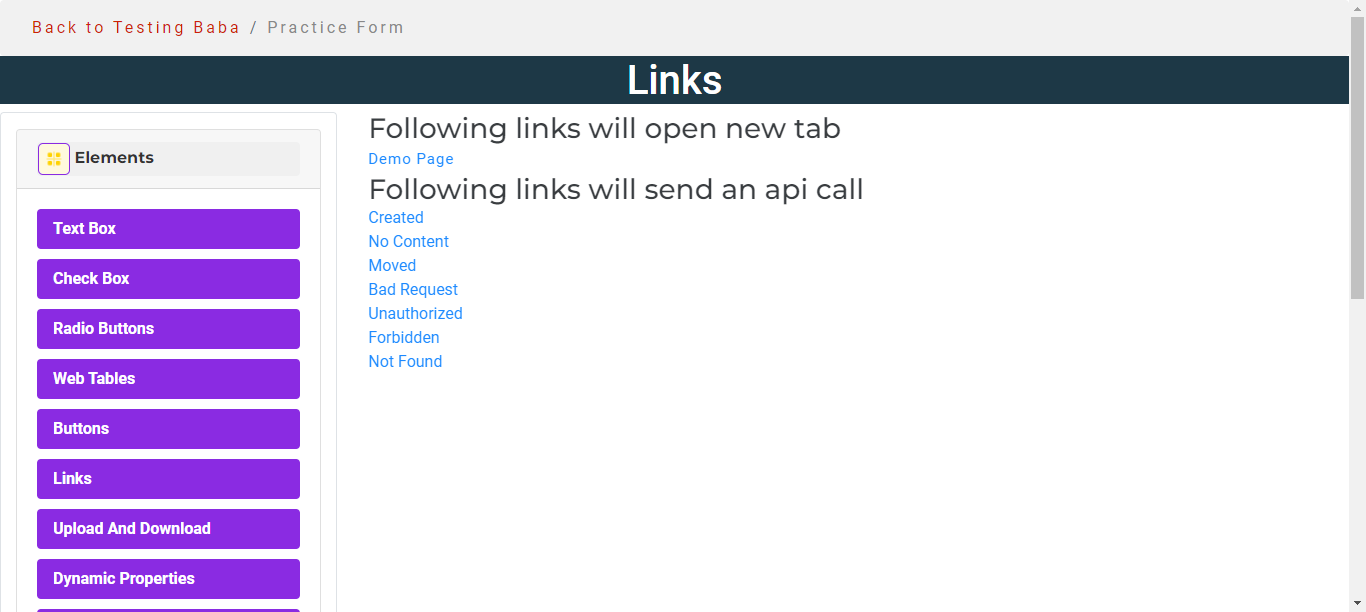 Back to Testing Baba / Practice Form
Links
Elements
Text Box
Check Box
Radio Buttons
Web Tables
Buttons
Links
Upload And Download
Dynamic Properties
Following links will open new tab
Demo Page
Following links will send an api call
Created
No Content
Moved
Bad Request
Unauthorized
Forbidden
Not Found